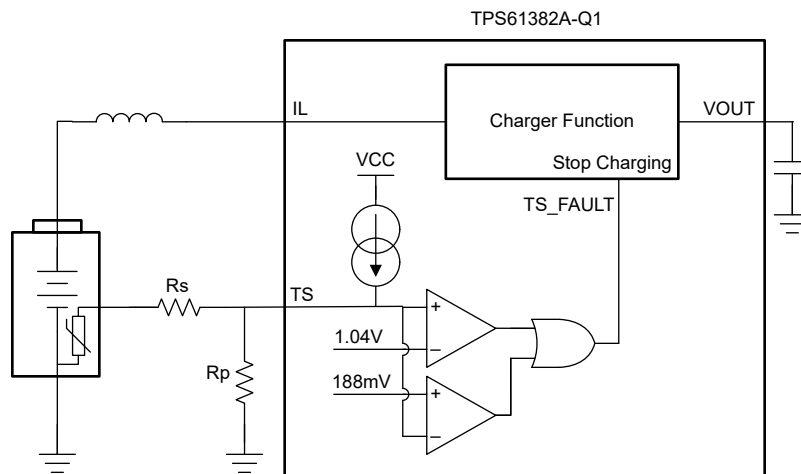 TPS61382A-Q1
IL
Charger Function
VOUT
Stop Charging
VCC
TS_FAULT
Rs
TS
+
1.04V
−
Rp
188mV
+
−